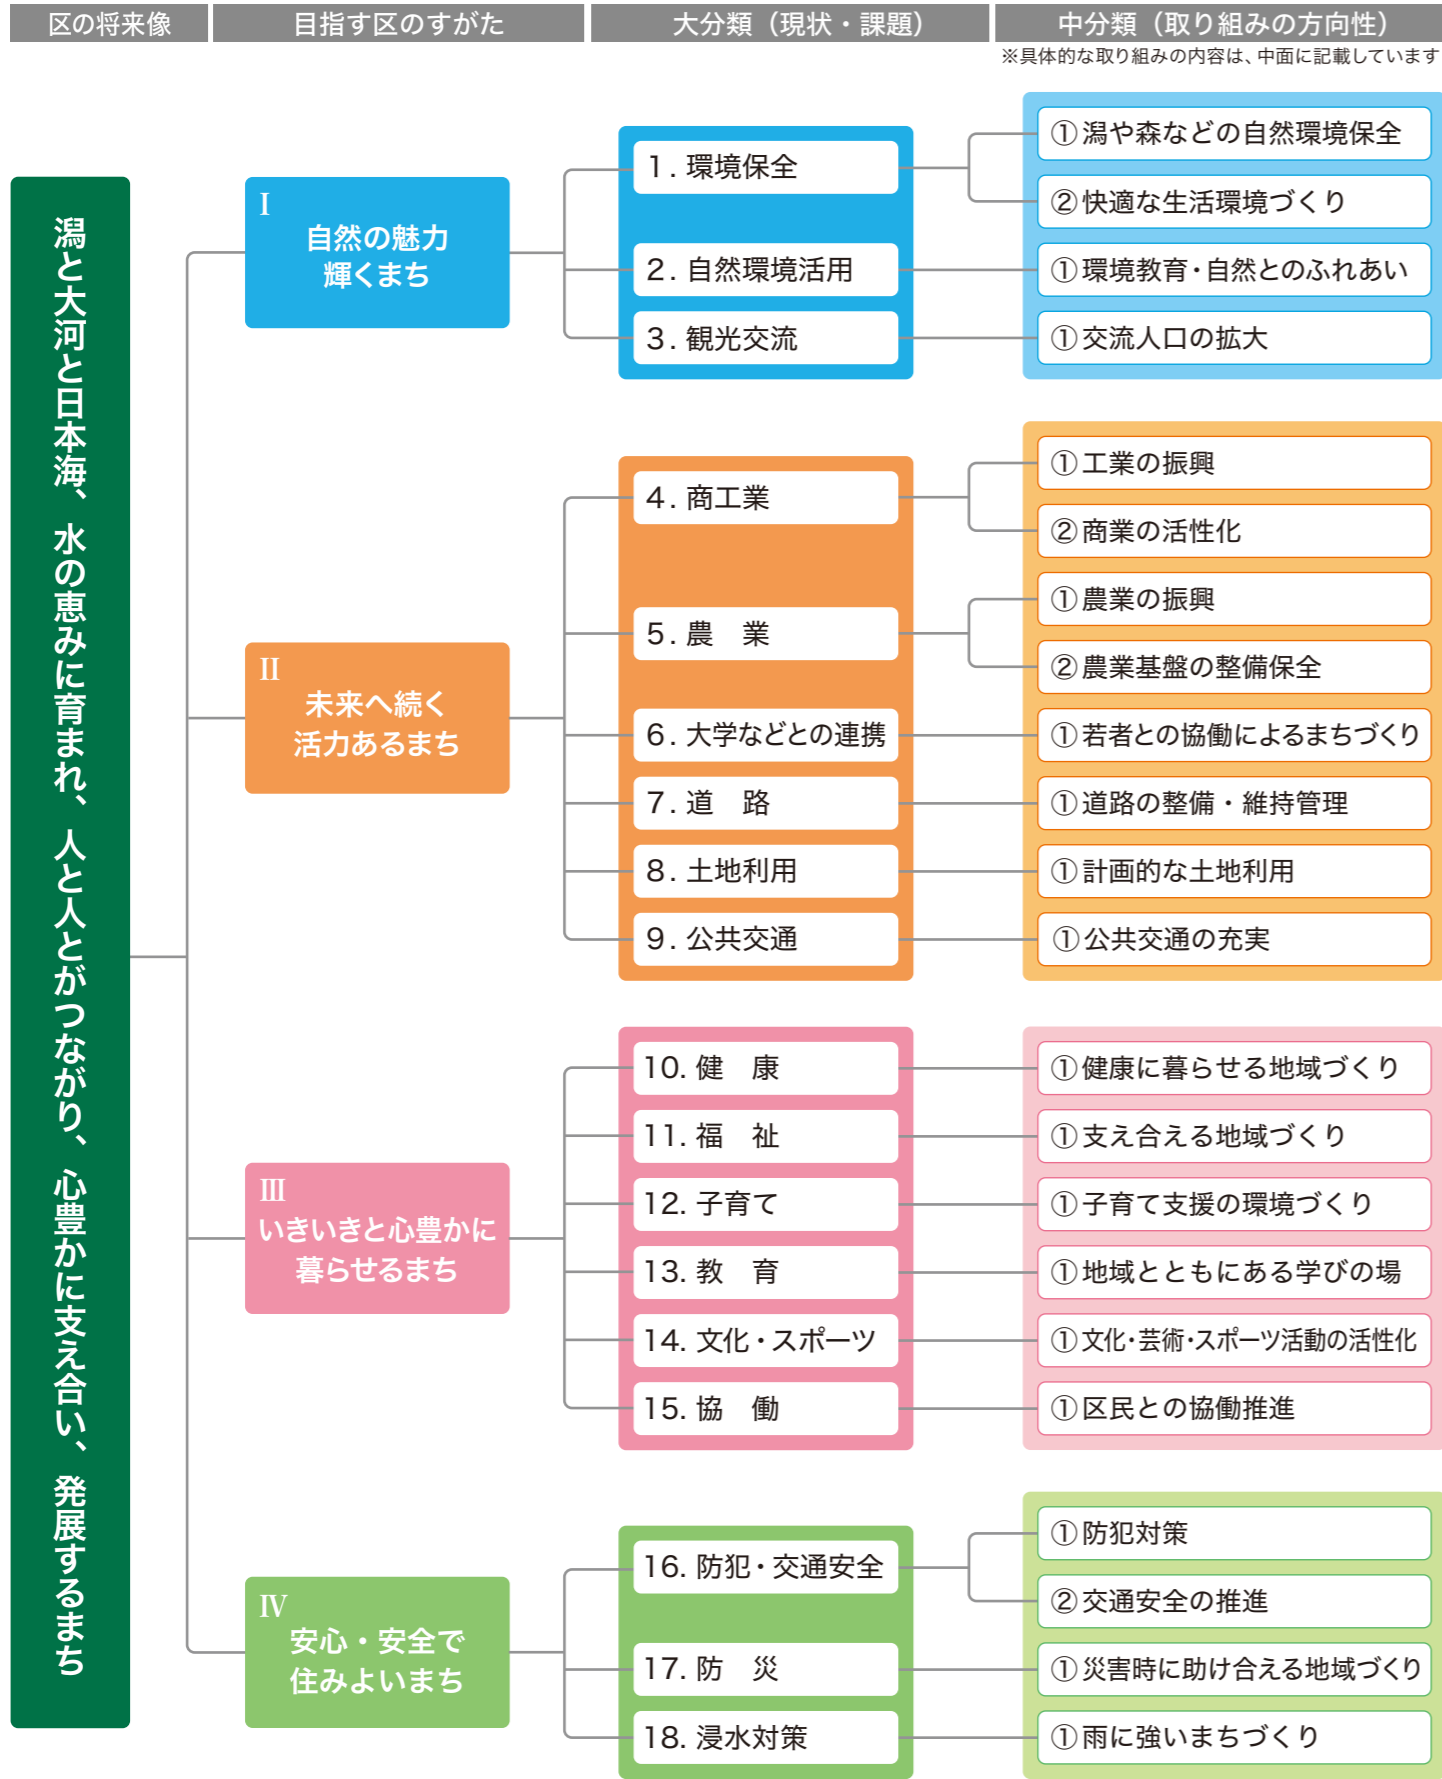 区の将来像
目指す区のすがた
大分類（現状・課題）
中分類（取り組みの方向性）
※具体的な取り組みの内容は、中面に記載しています
潟と大河と日本海、水の恵みに育まれ、人と人とがつながり、心豊かに支え合い、発展するまち
Ⅰ
自然の魅力
輝くまち
1. 環境保全
①潟や森などの自然環境保全
②快適な生活環境づくり
2. 自然環境活用
①環境教育・自然とのふれあい
3. 観光交流
①交流人口の拡大
Ⅱ
未来へ続く
活力あるまち
4. 商工業
①工業の振興
②商業の活性化
5. 農　業
①農業の振興
②農業基盤の整備保全
6. 大学などとの連携
①若者との協働によるまちづくり
7. 道　路
①道路の整備・維持管理
8. 土地利用
①計画的な土地利用
9. 公共交通
①公共交通の充実
Ⅲ
いきいきと心豊かに
暮らせるまち
10. 健　康
①健康に暮らせる地域づくり
11. 福　祉
①支え合える地域づくり
12. 子育て
①子育て支援の環境づくり
13. 教　育
①地域とともにある学びの場
14. 文化・スポーツ
①文化・芸術・スポーツ活動の活性化
15. 協　働
①区民との協働推進
Ⅳ
安心・安全で
住みよいまち
16. 防犯・交通安全
①防犯対策
②交通安全の推進
17. 防　災
①災害時に助け合える地域づくり
18. 浸水対策
①雨に強いまちづくり